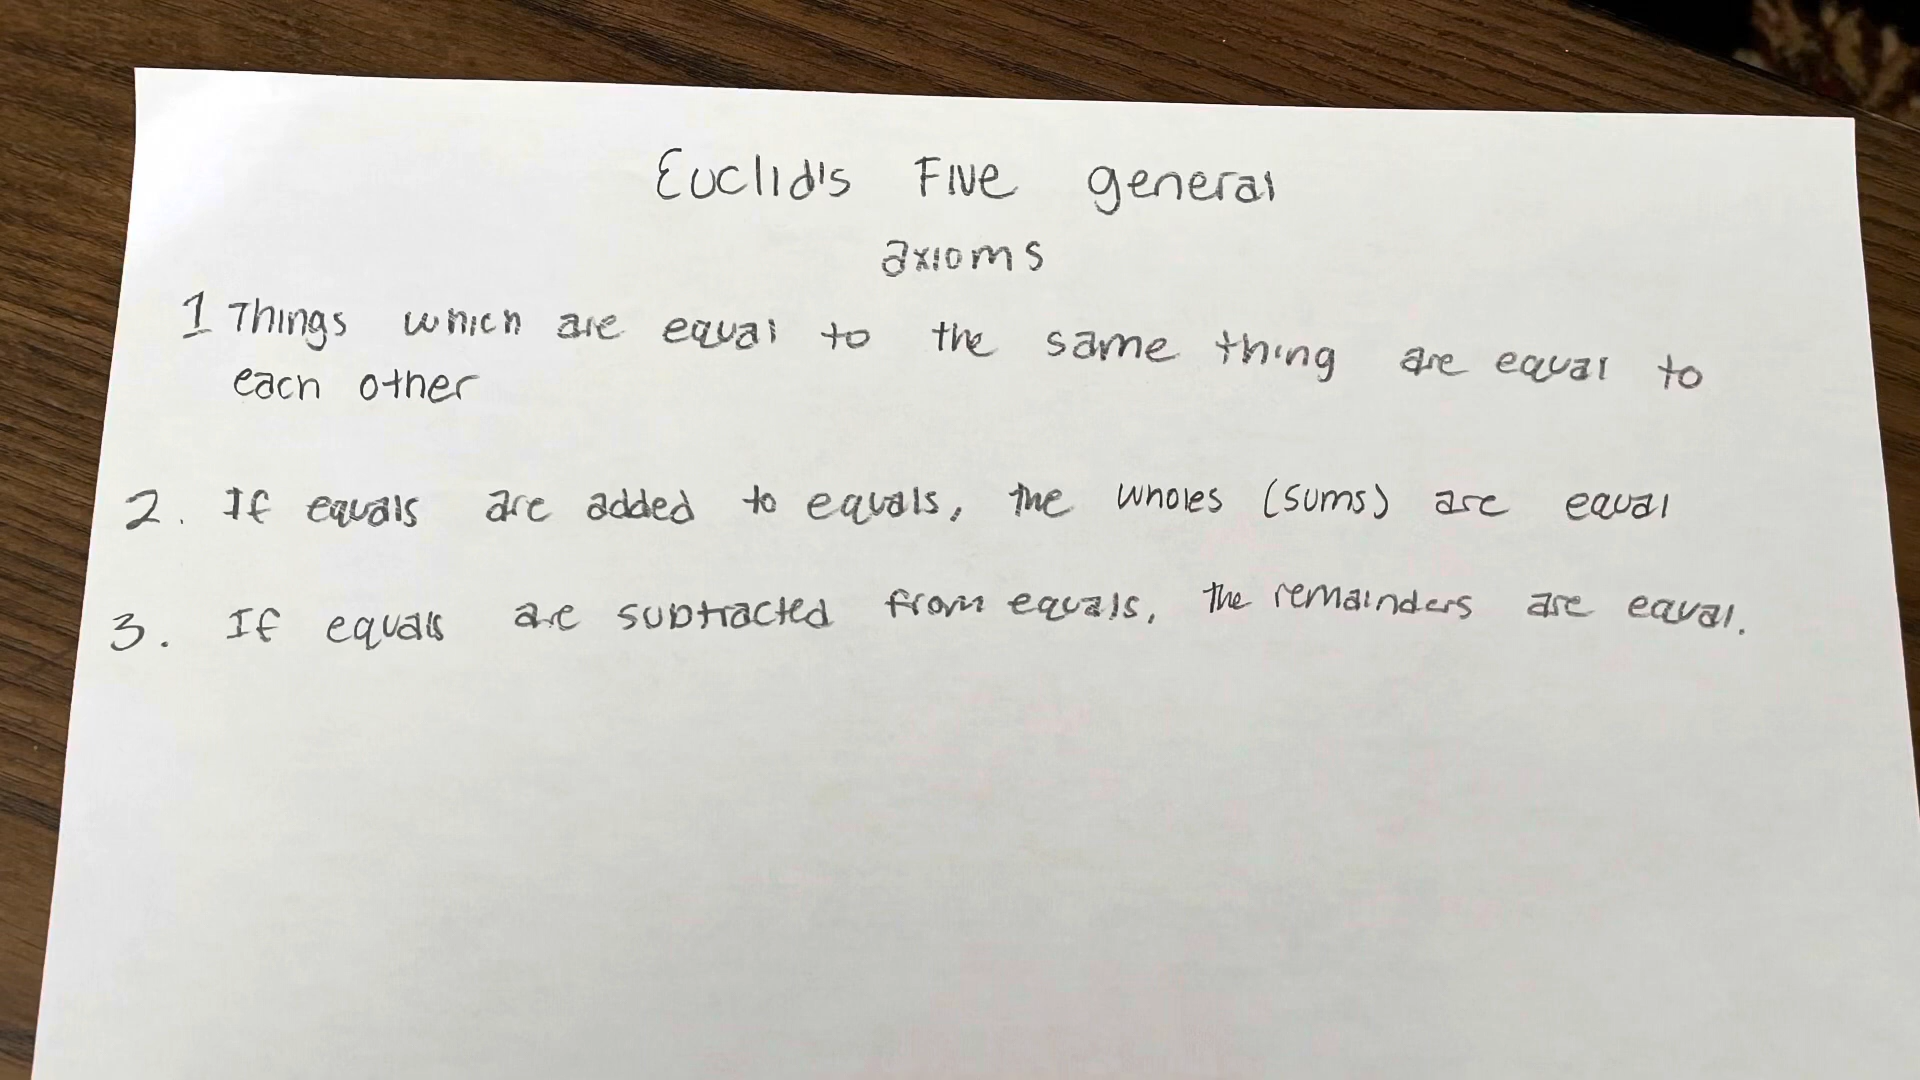 Euclid's Five general
axioms
1 Things which are equal to the same thing are equal to
each other
2. If equals are added to equals, the wholes (sums) are equal
3. If equals are subtracted from equals, the remainders are equal.